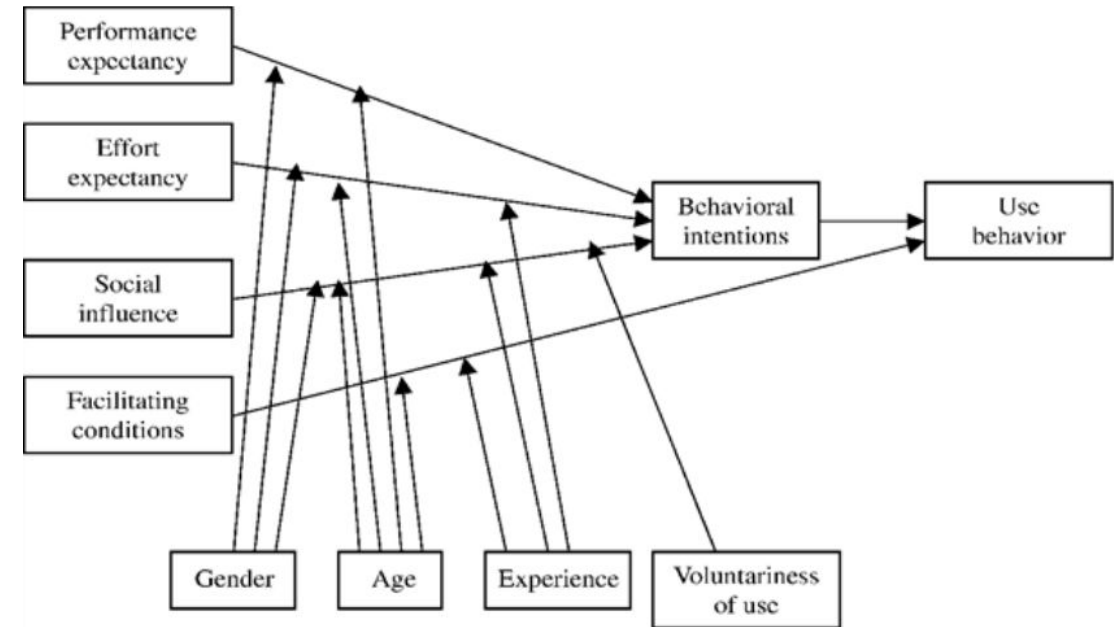 Performance
expectancy
Effort
expectancy
Social
influence
Facilitating
conditions
Behavioral
intentions
Use
behavior
Gender
Age
Experience
Voluntariness
of use